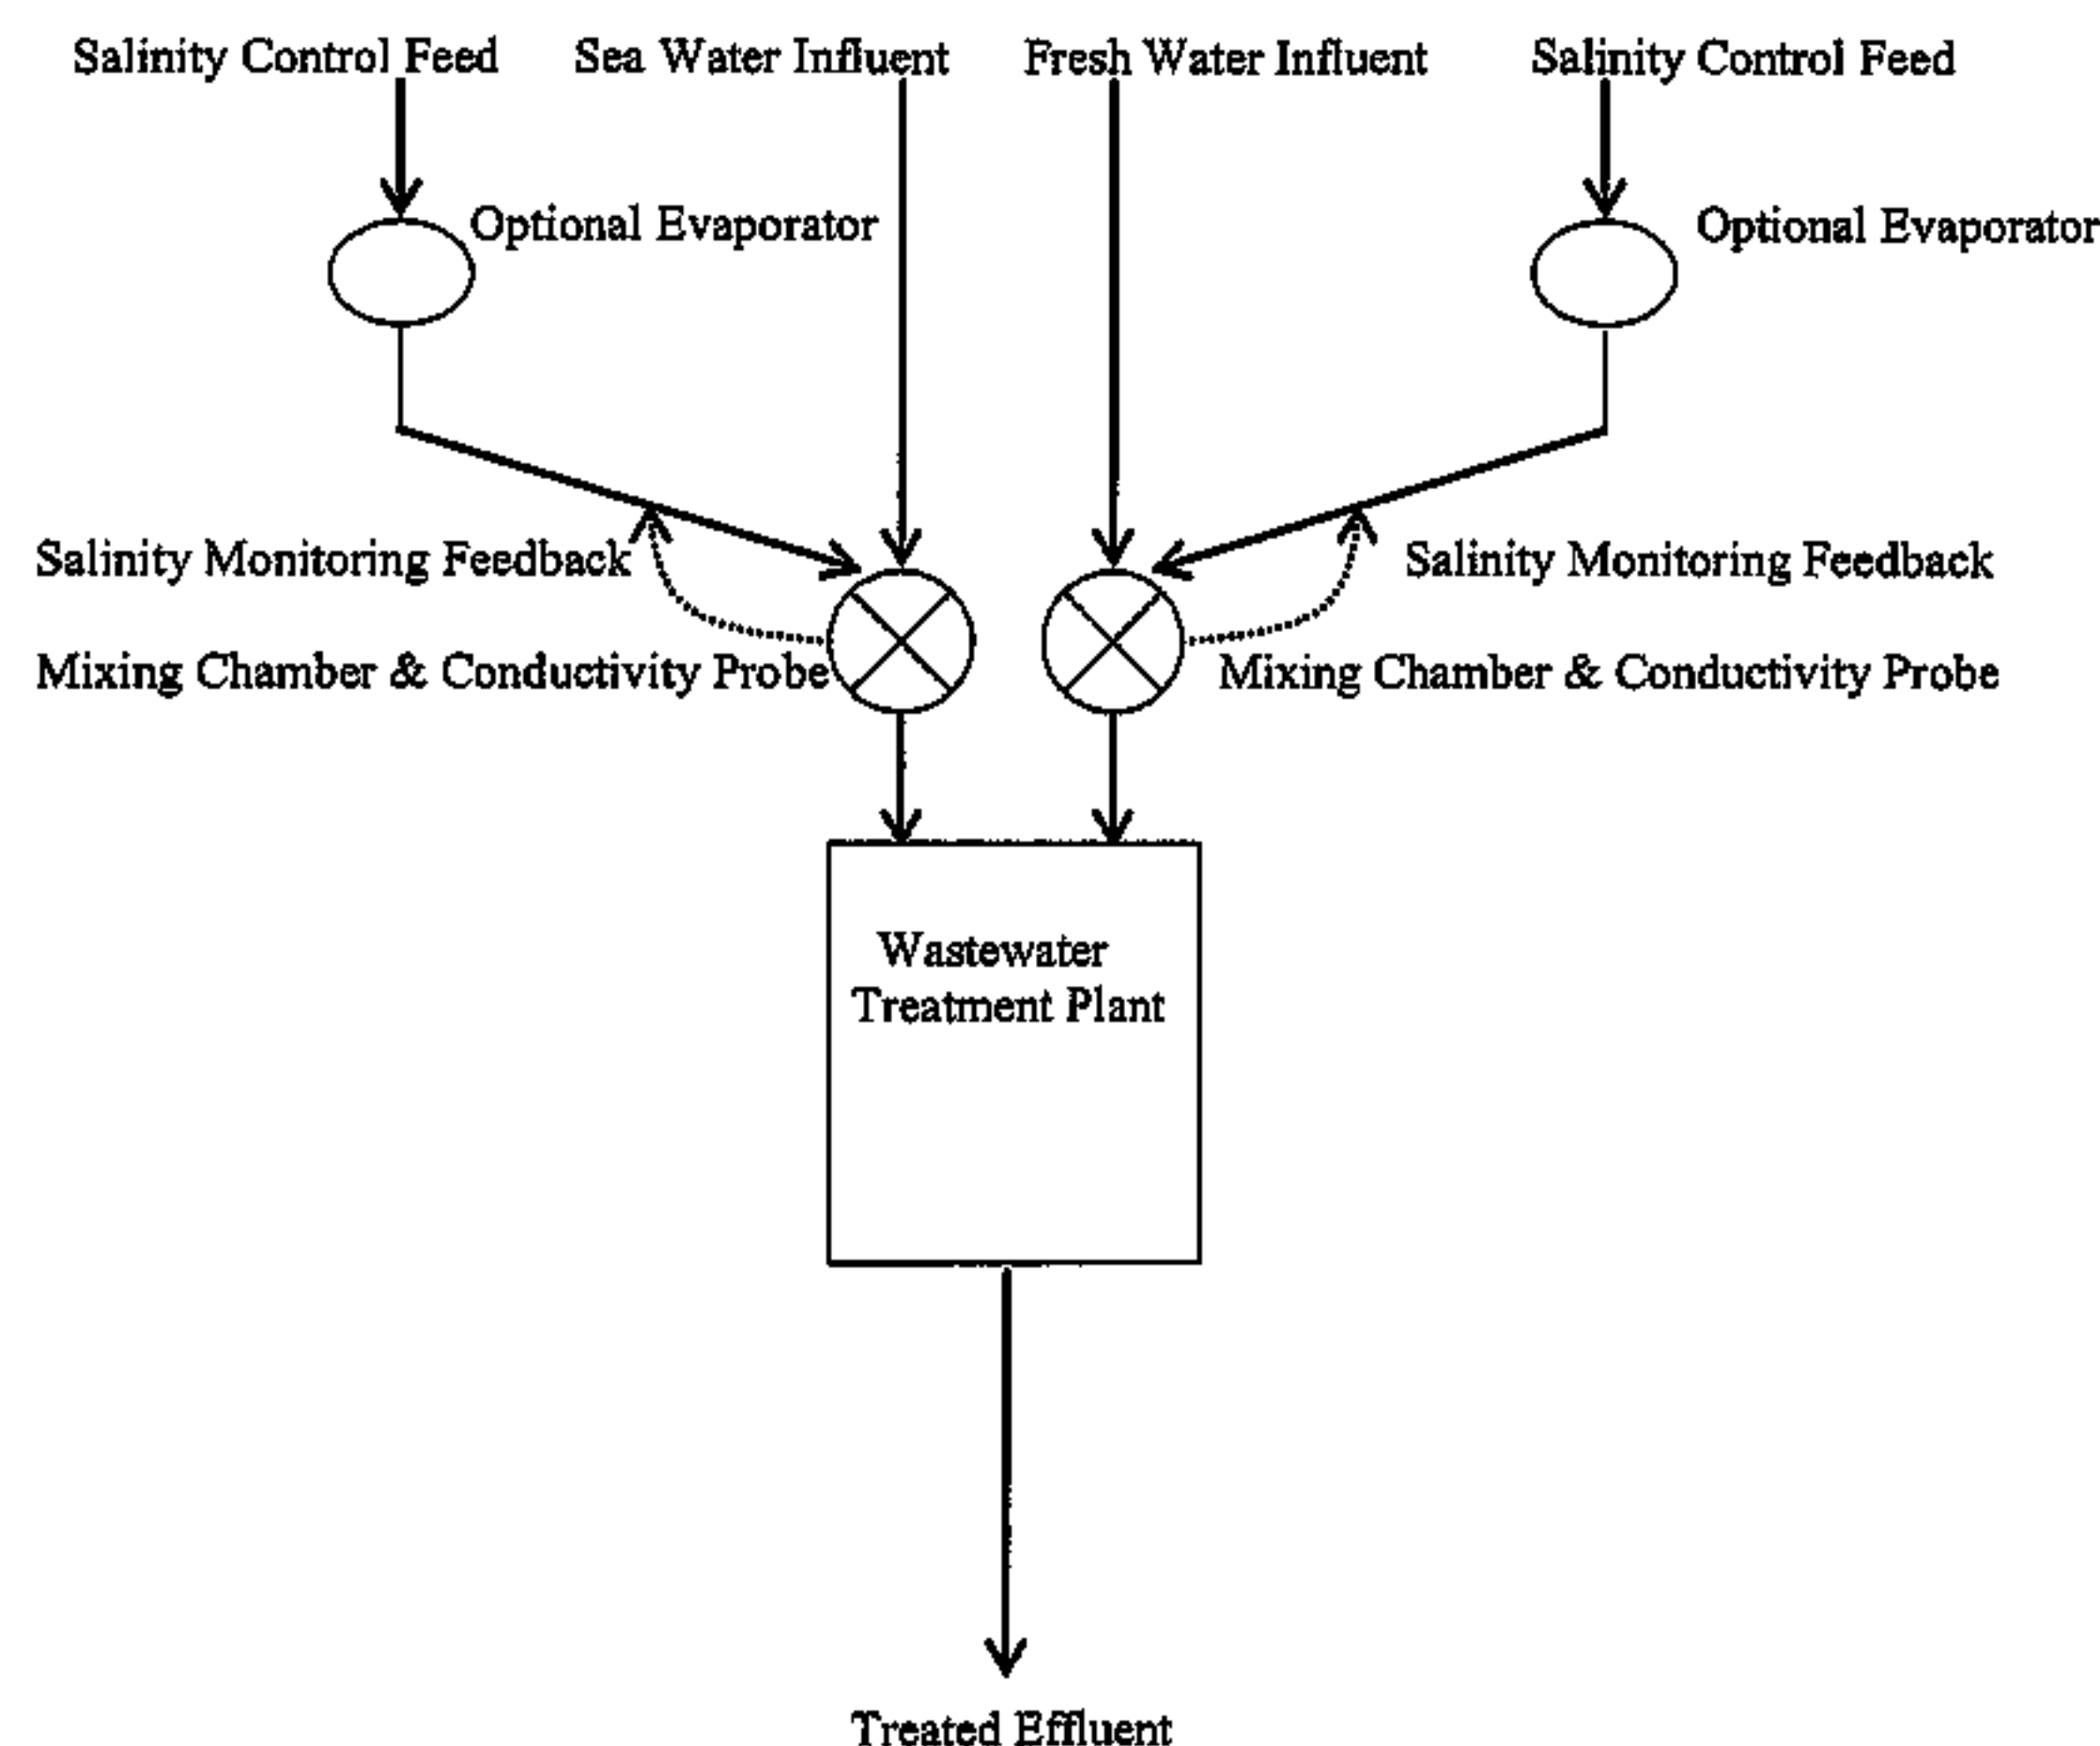 Salinity Control Feed
Sea Water Influent
Fresh Water Influent
Salinity Control Feed
Optional Evaporator
Optional Evaporator
Salinity Monitoring Feedback
Salinity Monitoring Feedback
Mixing Chamber & Conductivity Probe
Mixing Chamber & Conductivity Probe
Wastewater
Treatment Plant
Treated Effluent